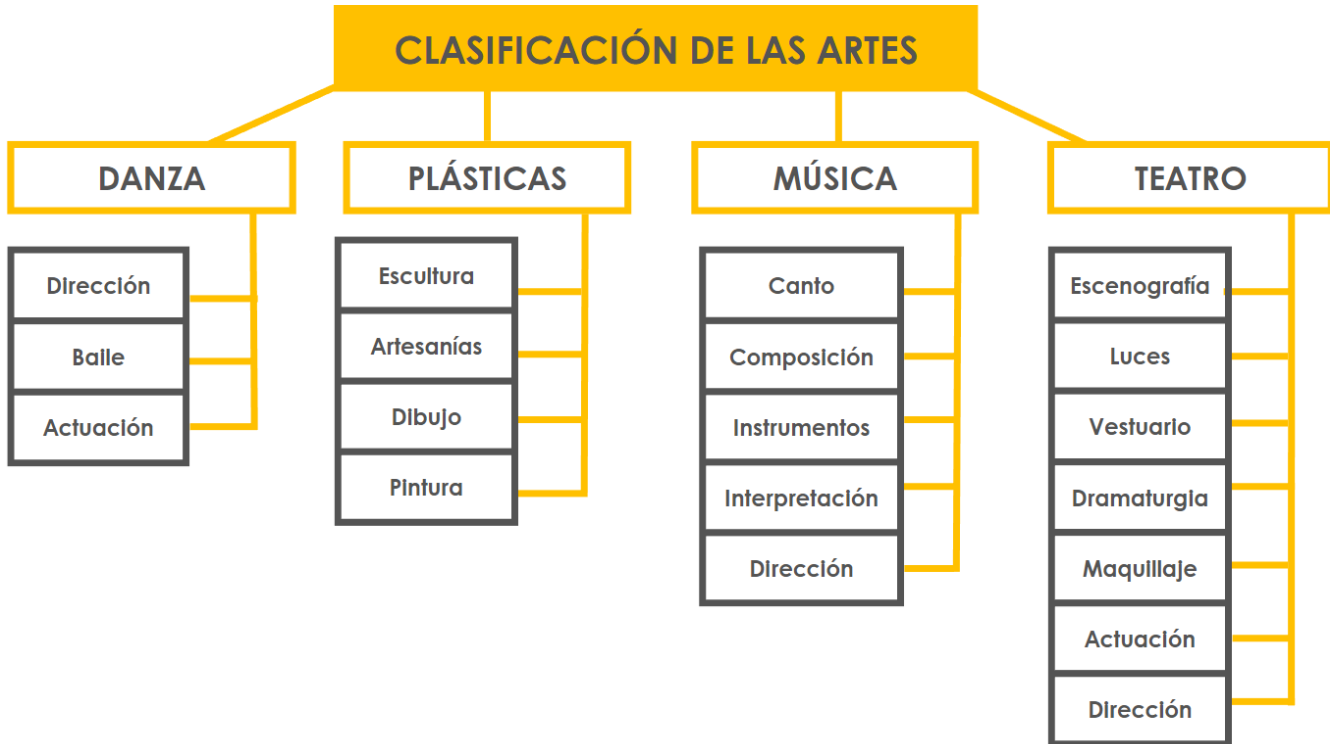 CLASIFICACIÓN DE LAS ARTES
DANZA
Dirección
Baile
Actuación
PLÁSTICAS
Escultura
Artesanías
Dibujo
Pintura
MÚSICA
Canto
Composición
Instrumentos
Interpretación
Dirección
TEATRO
Escenografía
Luces
Vestuario
Dramaturgia
Maquillaje
Actuación
Dirección